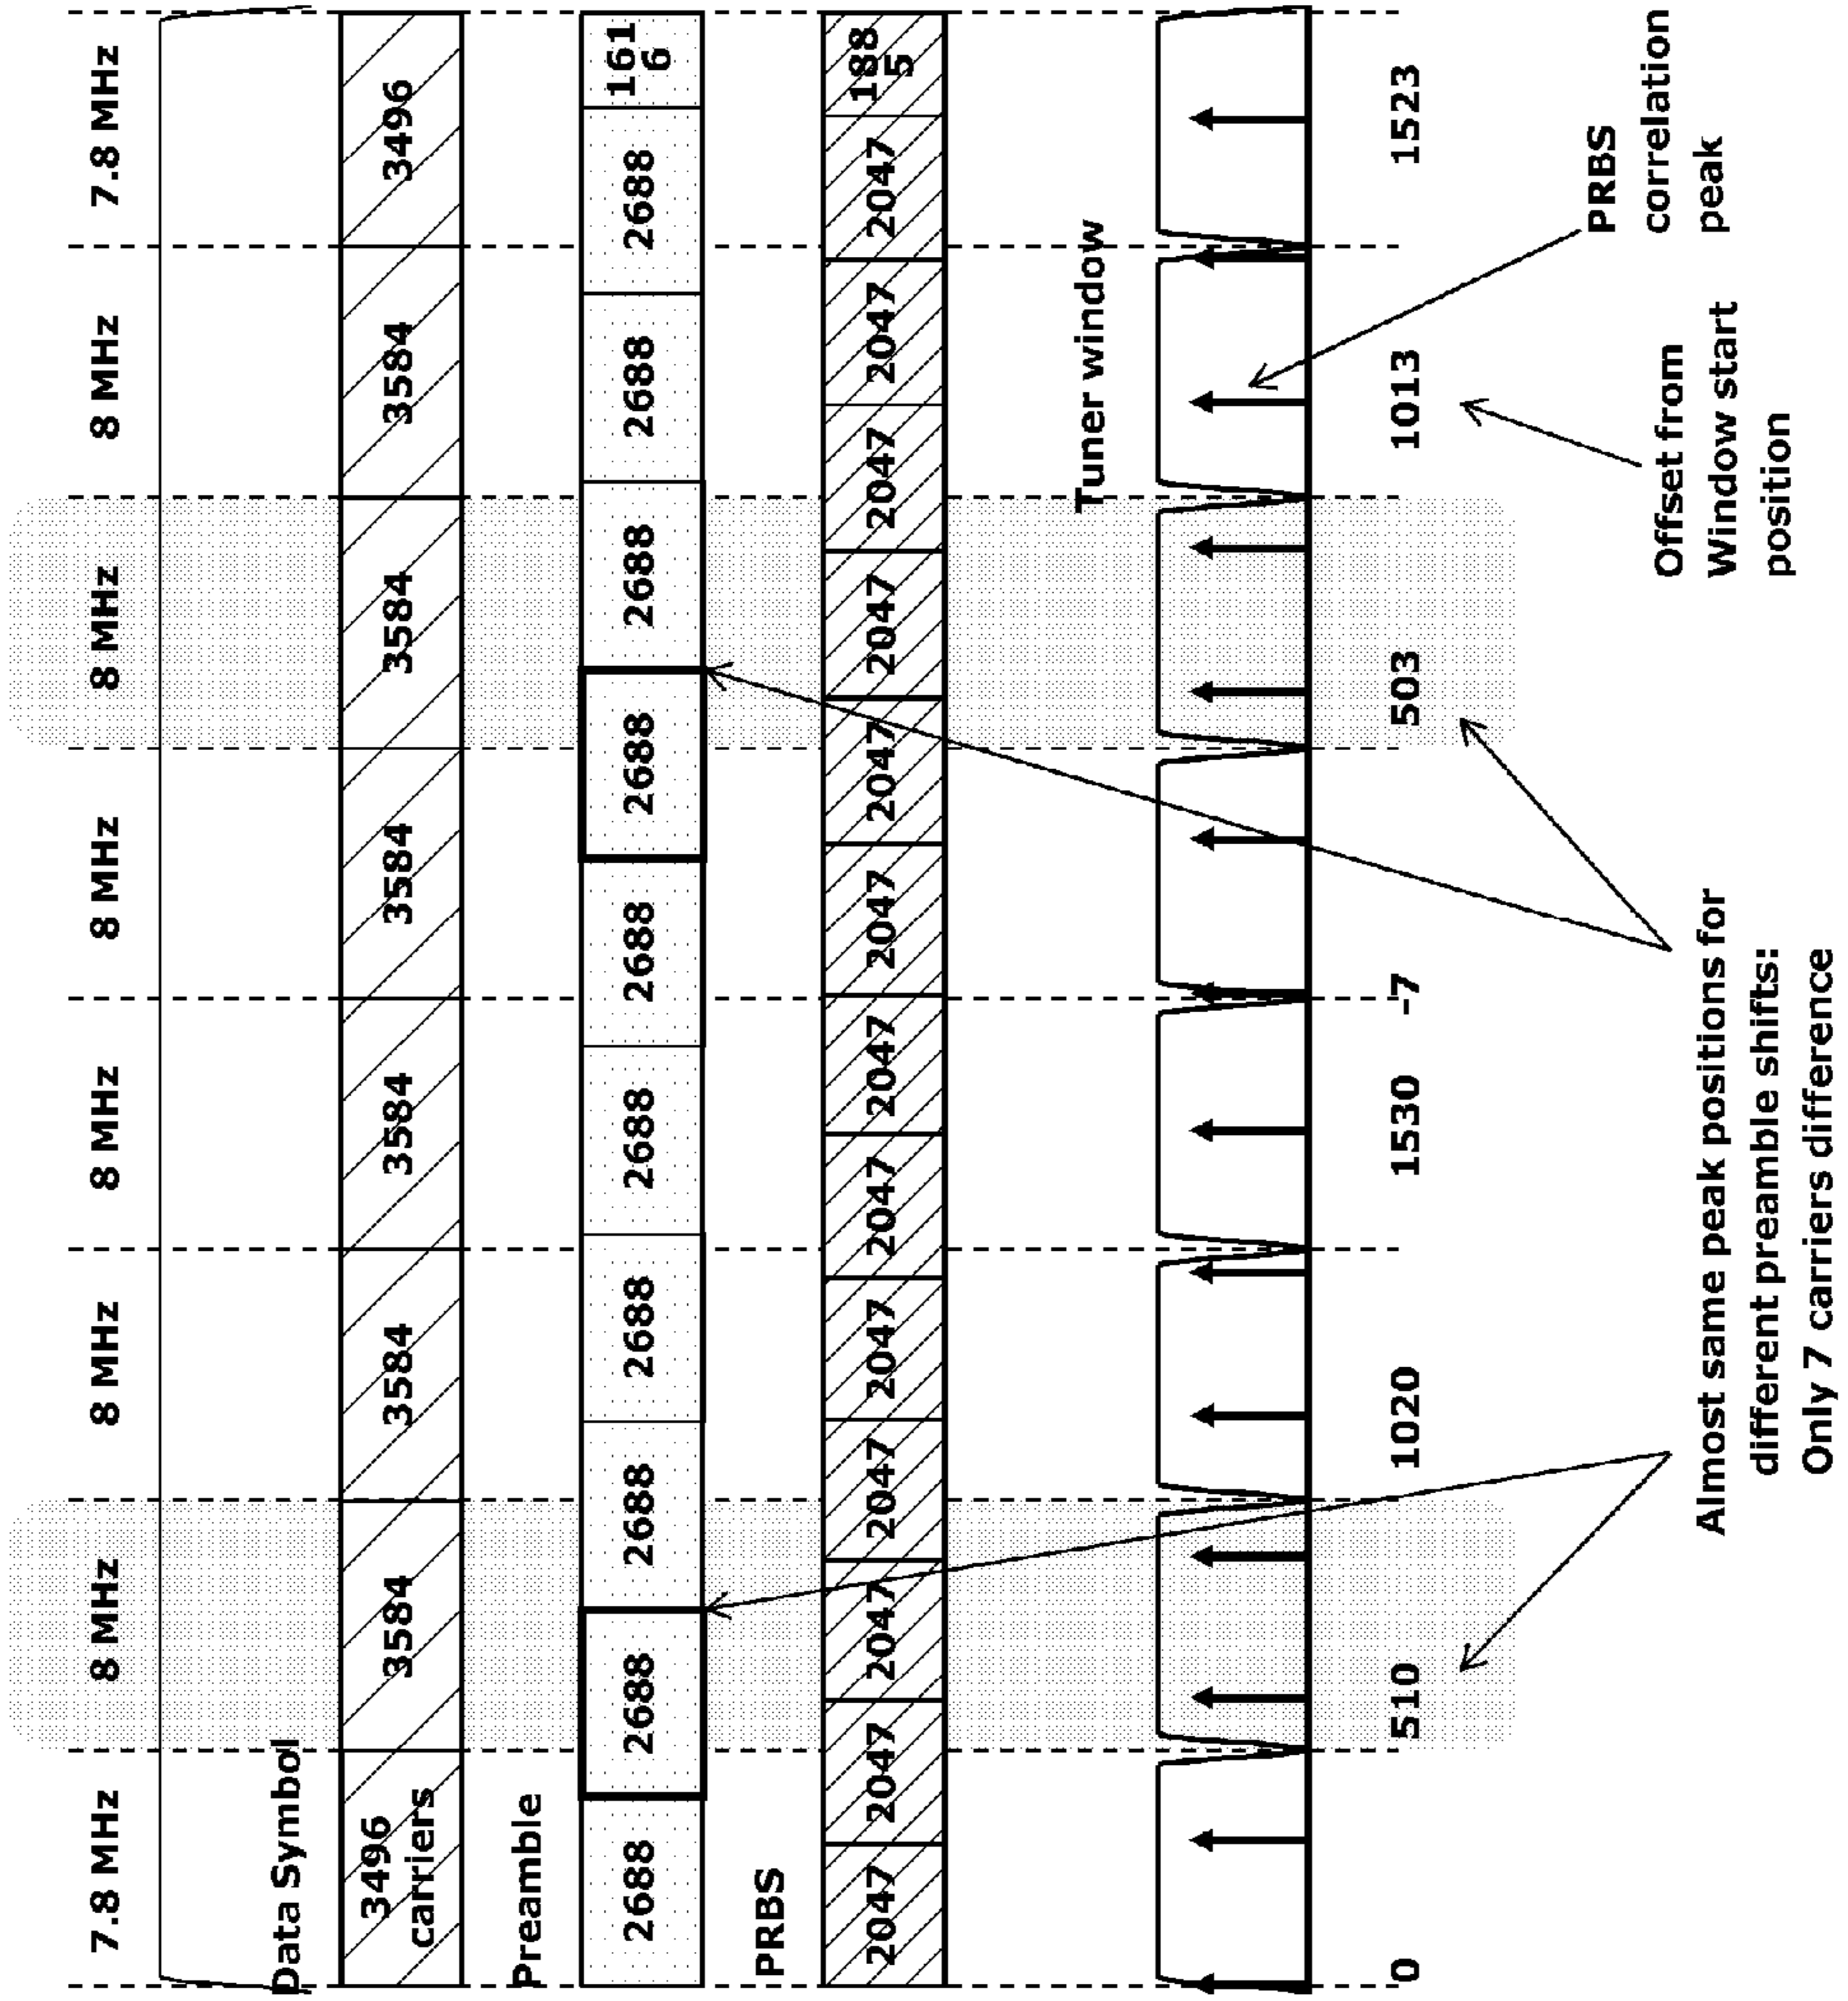 7.8 MHz 8 MHz 8 MHz 8 MHz 8 MHz 8 MHz 8 MHz 7.8 MHz
Data Symbol
3496
carriers
3584 3584 3584 3584 3584 3584 3496
Preamble
2688 2688 2688 2688 2688 2688 2688 2688 2688 2688
161
6
PRBS
2047 2047 2047 2047 2047 2047 2047 2047 2047 2047 2047 2047 2047
188
5
Tuner window
0 510 1020 1530 -7 503 1013 1523
Almost same peak positions for
different preamble shifts:
Only 7 carriers difference
Offset from
Window start
position
PRBS
correlation
peak